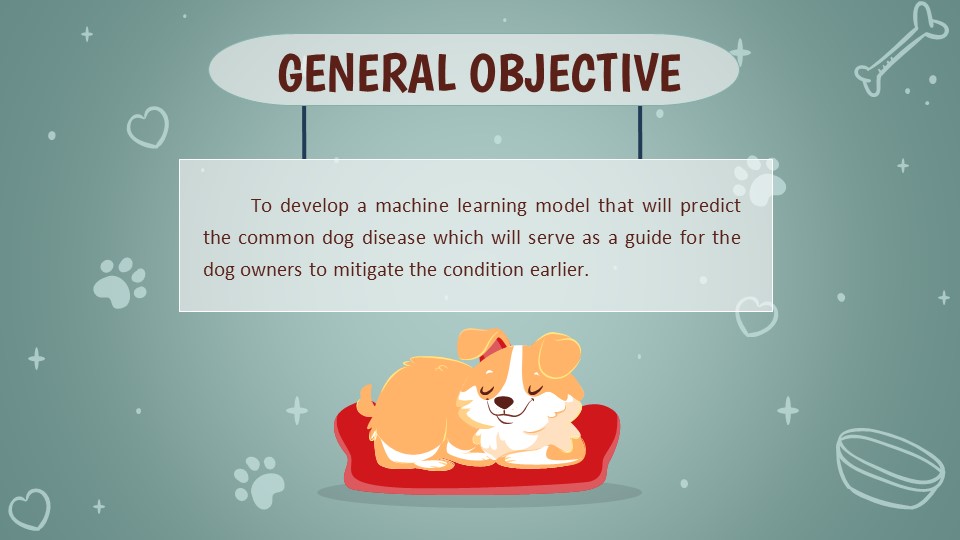 GENERAL OBJECTIVE
To develop a machine learning model that will predict
the common dog disease which will serve as a guide for the
dog owners to mitigate the condition earlier.